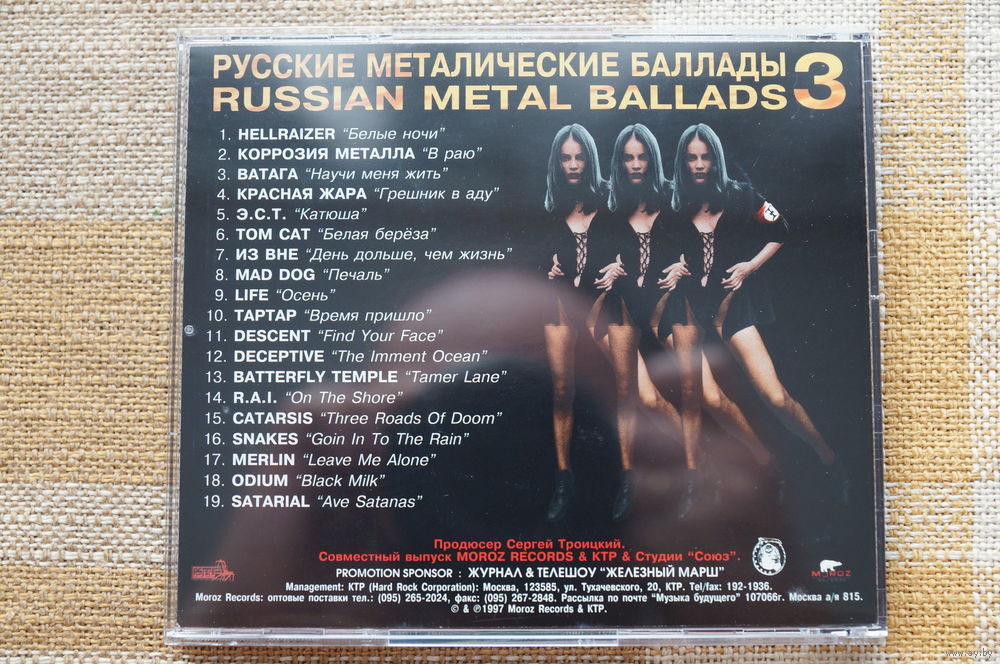 РУССКИЕ МЕТАЛИЧЕСКИЕ БАЛЛАДЫ 3
RUSSIAN METAL BALLADS
1. HELLRAIZER “Белые ночи”
2. КОРРОЗИЯ МЕТАЛЛА “В раю”
3. ВАТАГА “Научи меня жить”
4. КРАСНАЯ ЖАРА “Грешник в аду”
5. Э.С.Т. “Катюша”
6. TOM CAT “Белая берёза”
7. ИЗ ВНЕ “День дольше, чем жизнь”
8. MAD DOG “Печаль”
9. LIFE “Осень”
10. ТАРТАР “Время пришло”
11. DESCENT “Find Your Face”
12. DECEPTIVE “The Imment Ocean”
13. BATTERFLY TEMPLE “Tamer Lane”
14. R.A.I. “On The Shore”
15. CATARSIS “Three Roads Of Doom”
16. SNAKES “Goin In To The Rain”
17. MERLIN “Leave Me Alone”
18. ODIUM “Black Milk”
19. SATARIAL “Ave Satanas”
Продюсер Сергей Троицкий.
Совместный выпуск MOROZ RECORDS & КТР & Студии “Союз”.
PROMOTION SPONSOR : ЖУРНАЛ & ТЕЛЕШОУ “ЖЕЛЕЗНЫЙ МАРШ”
MOROZ
Management: КТР (Hard Rock Corporation): Москва, 123585, ул. Тухачевского, 20, КТР. Tel/fax: 192-1936.
Moroz Records: оптовые поставки тел.: (095) 265-2024, факс: (095) 267-2848. Рассылка по почте “Музыка будущего” 107066г. Москва а/я 815.
© & ℗1997 Moroz Records & КТР.
www.ay.by